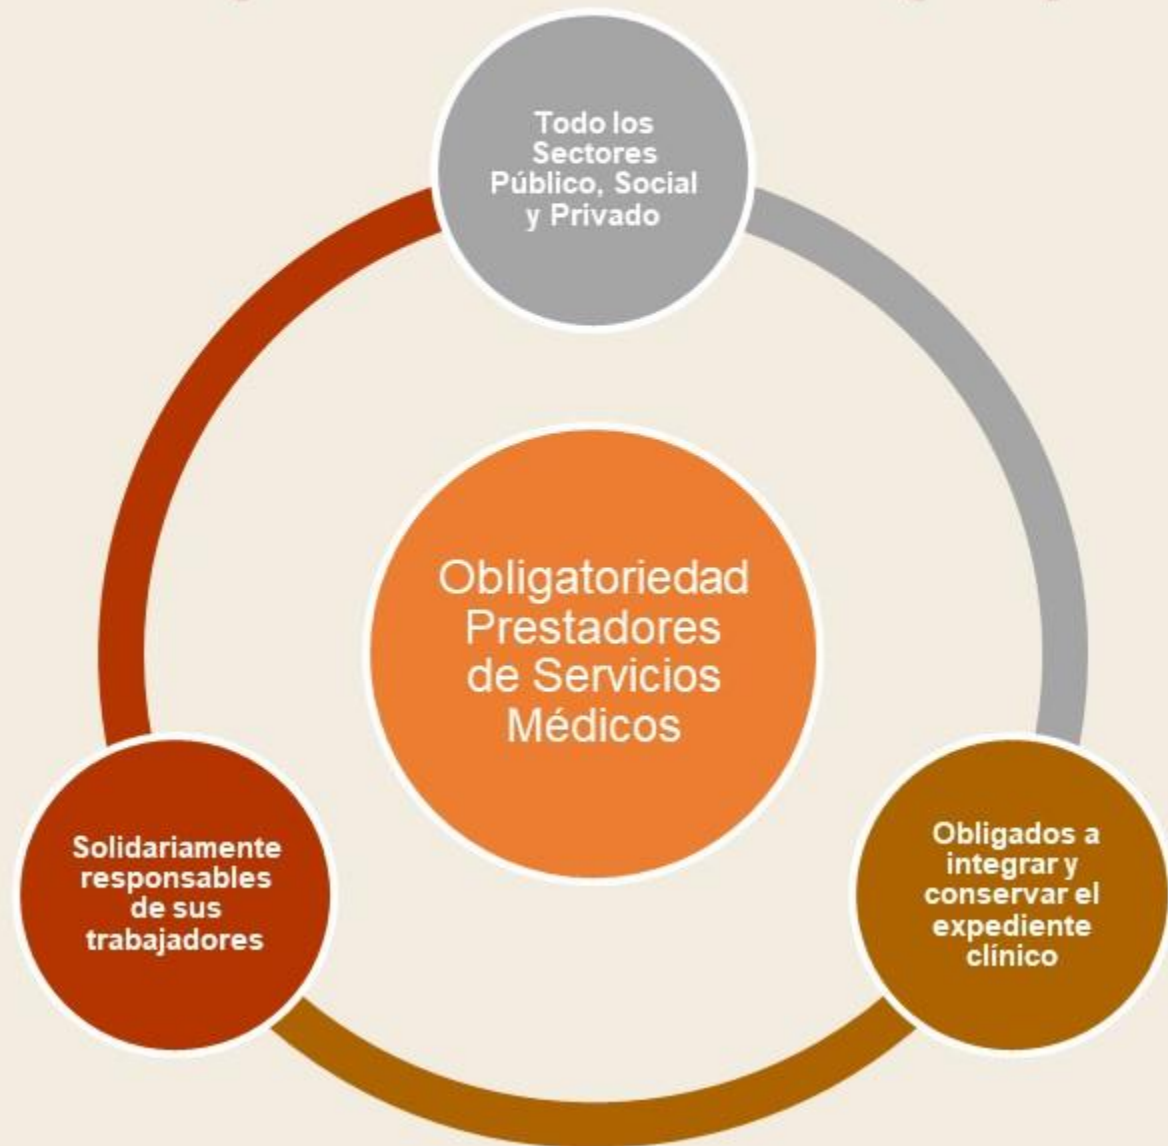 Todo los
Sectores
Público, Social
y Privado
Obligatoriedad
Prestadores
de Servicios
Médicos
Solidariamente
responsables
de sus
trabajadores
Obligados a
integrar y
conservar el
expediente
clínico